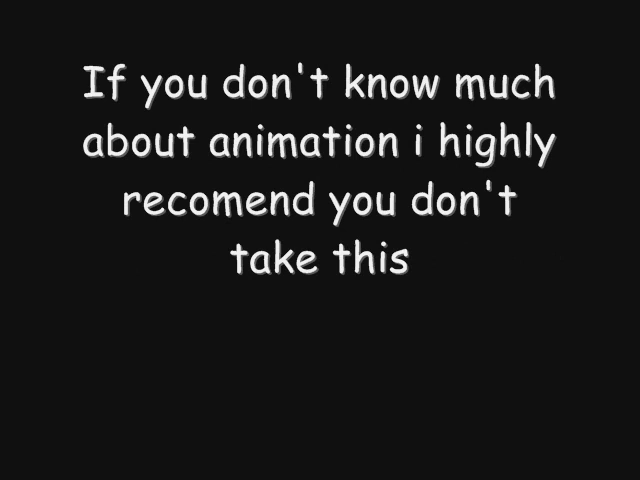 If you don't know much
about animation i highly
recomend you don't
take this